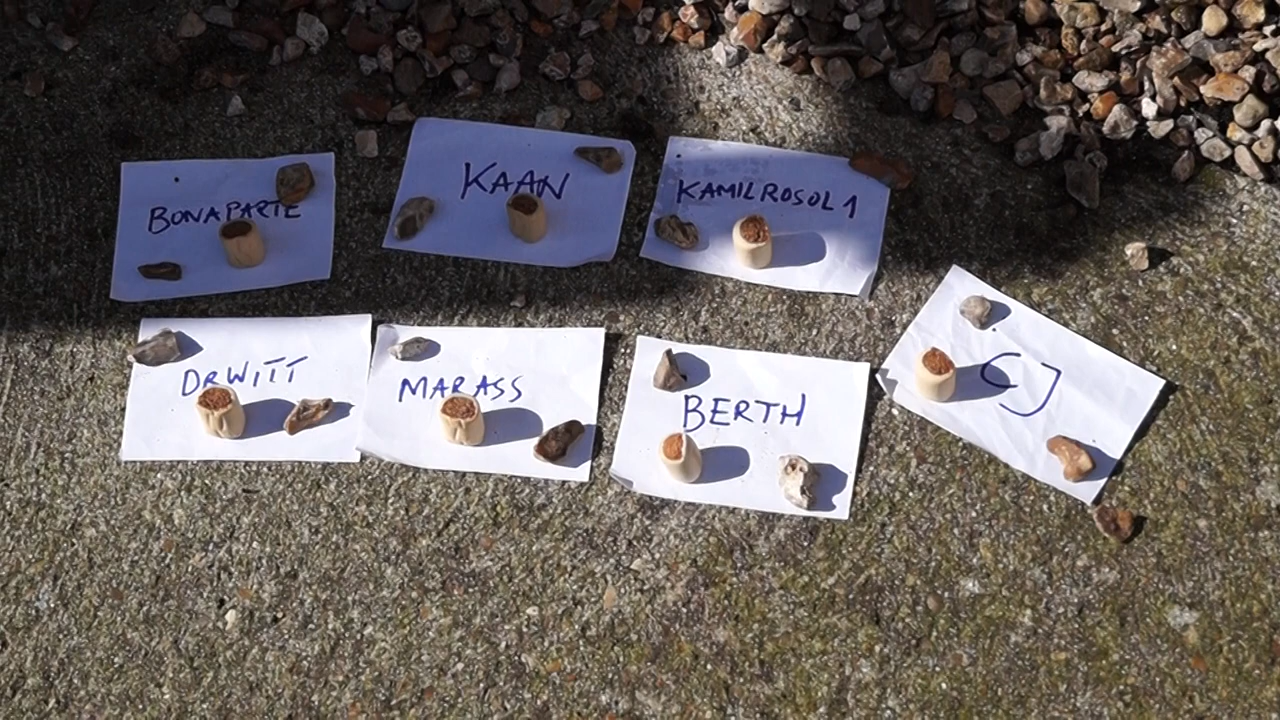 BONAPARTE
KAAN
KAMILROSOL1
DRWITT
MARASS
BERTH
CJ